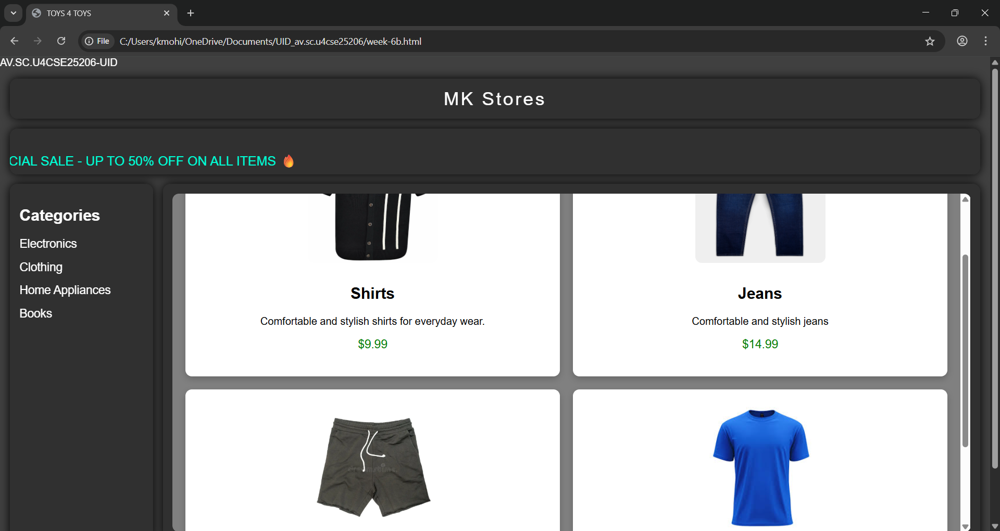 TOYS 4 TOYS
File
C:/Users/kmohi/OneDrive/Documents/UID_av.sc.u4cse25206/week-6b.html
AV.SC.U4CSE25206-UID
MK Stores
CIAL SALE - UP TO 50% OFF ON ALL ITEMS 🔥
Categories
Electronics
Clothing
Home Appliances
Books
Shirts
Comfortable and stylish shirts for everyday wear.
$9.99
Jeans
Comfortable and stylish jeans
$14.99